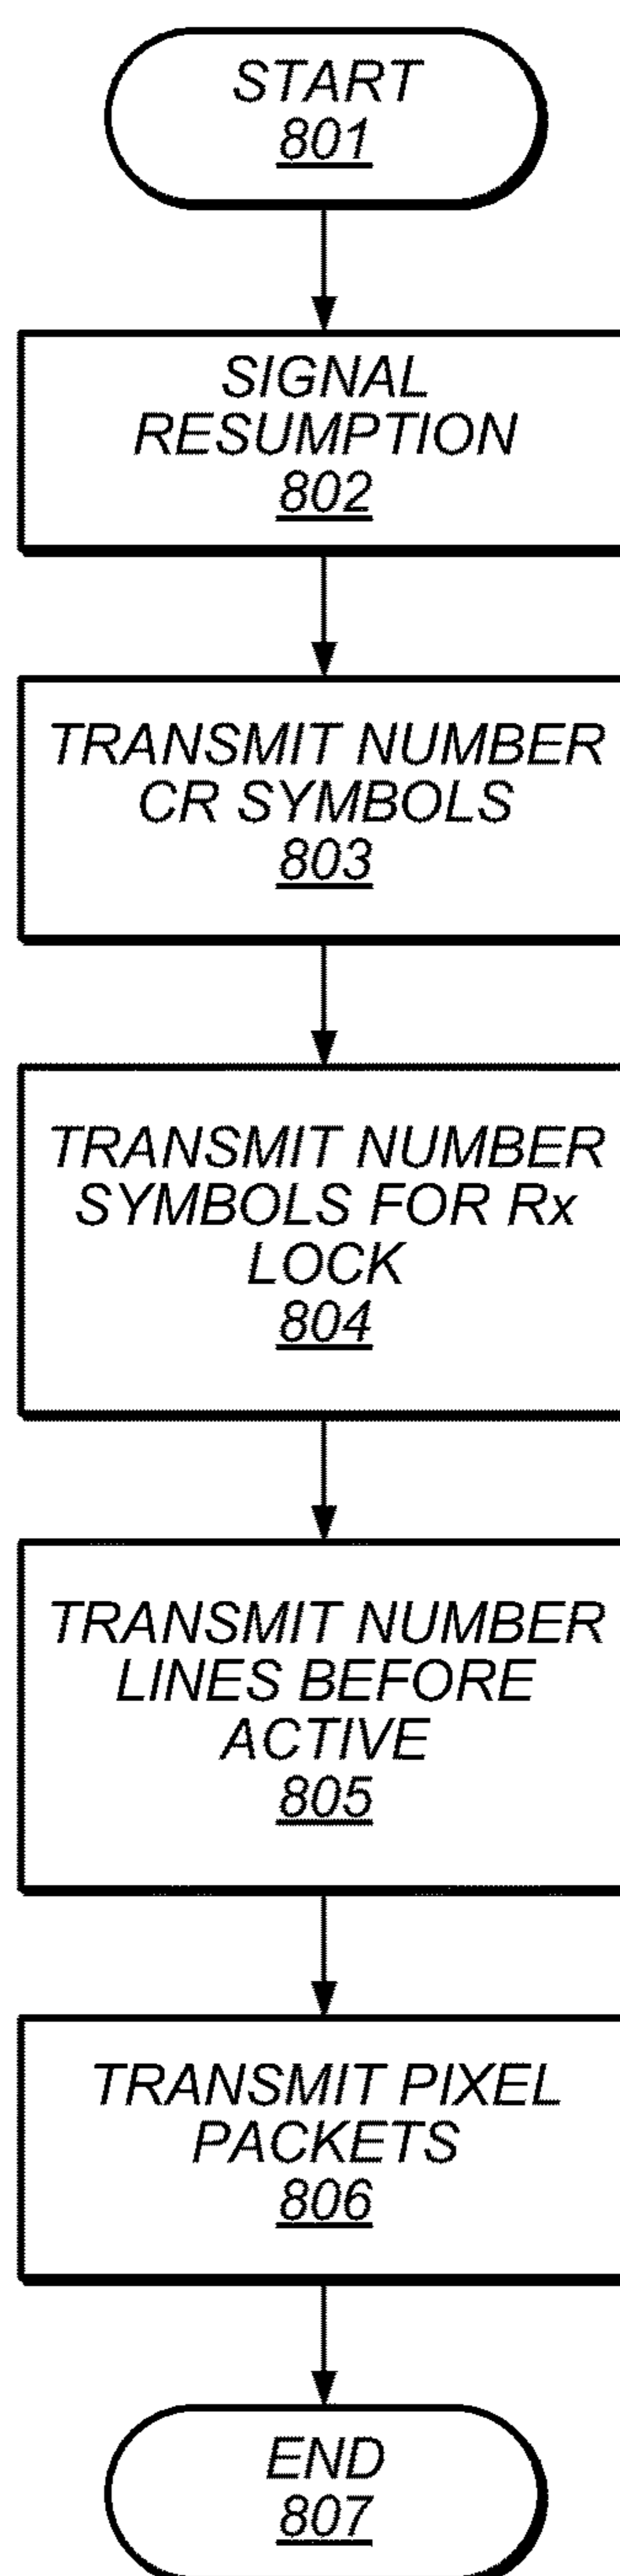 START
801
SIGNAL
RESUMPTION
802
TRANSMIT NUMBER
CR SYMBOLS
803
TRANSMIT NUMBER
SYMBOLS FOR Rx
LOCK
804
TRANSMIT NUMBER
LINES BEFORE
ACTIVE
805
TRANSMIT PIXEL
PACKETS
806
END
807